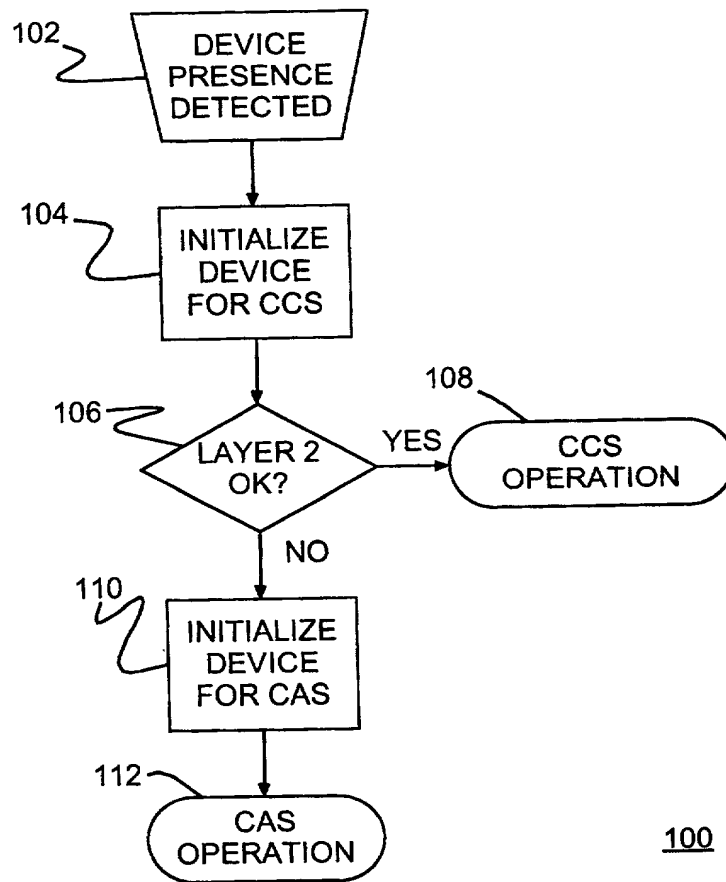 102
DEVICE
PRESENCE
DETECTED
104
INITIALIZE
DEVICE
FOR CCS
106
LAYER 2
OK?
YES
108
CCS
OPERATION
NO
110
INITIALIZE
DEVICE
FOR CAS
112
CAS
OPERATION
100